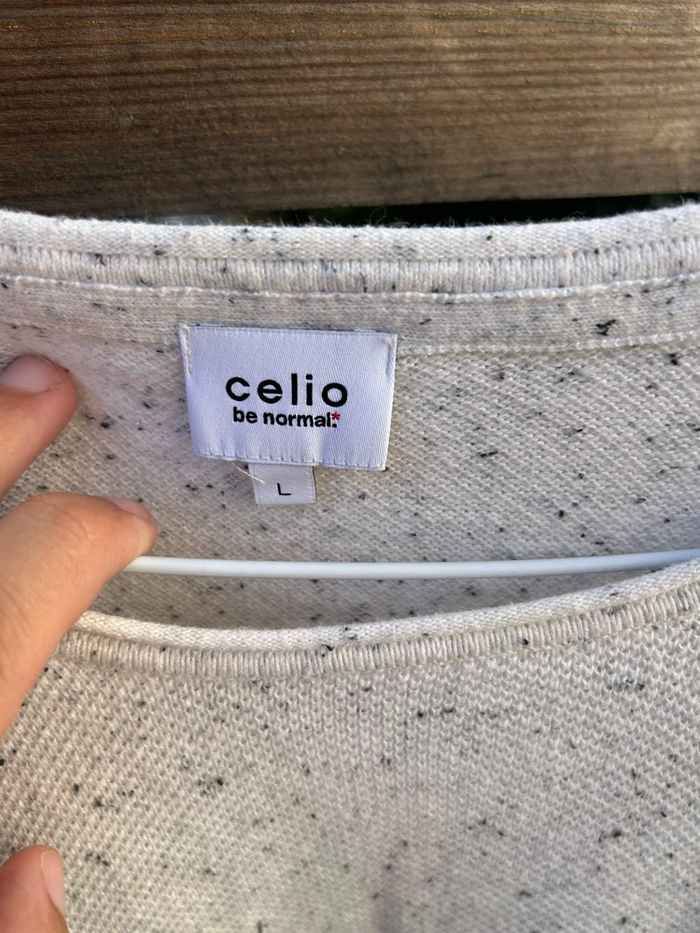 celio
be normal.*
L